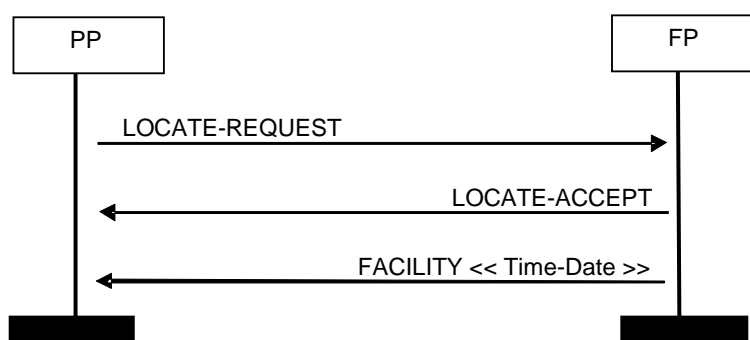 PP
FP
LOCATE-REQUEST
LOCATE-ACCEPT
FACILITY << Time-Date >>